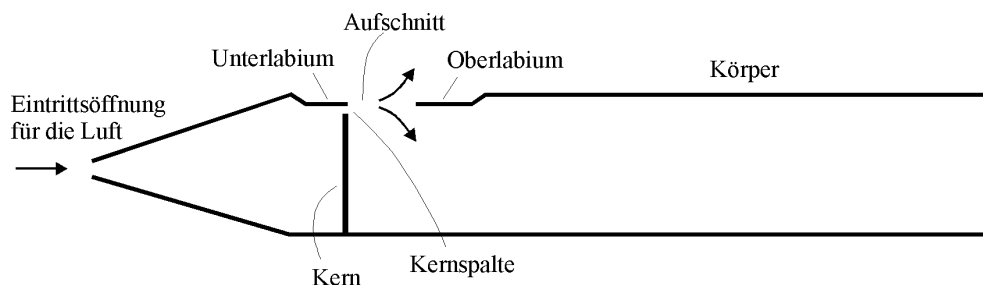 Aufschnitt
Unterlabium
Oberlabium
Körper
Eintrittsöffnung
für die Luft
Kernspalte
Kern